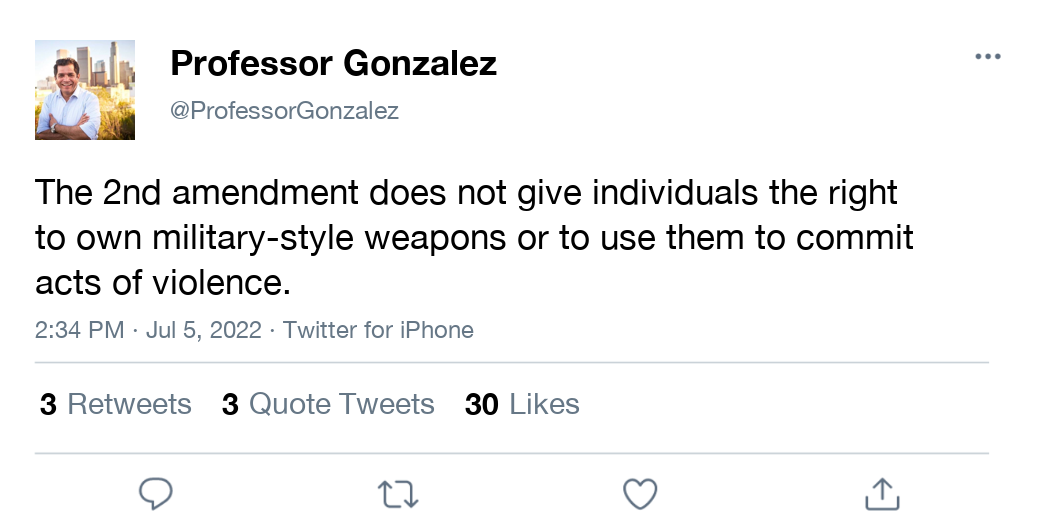 Professor Gonzalez
@ProfessorGonzalez
The 2nd amendment does not give individuals the right
to own military-style weapons or to use them to commit
acts of violence.
2:34 PM · Jul 5, 2022 · Twitter for iPhone
3 Retweets 3 Quote Tweets 30 Likes